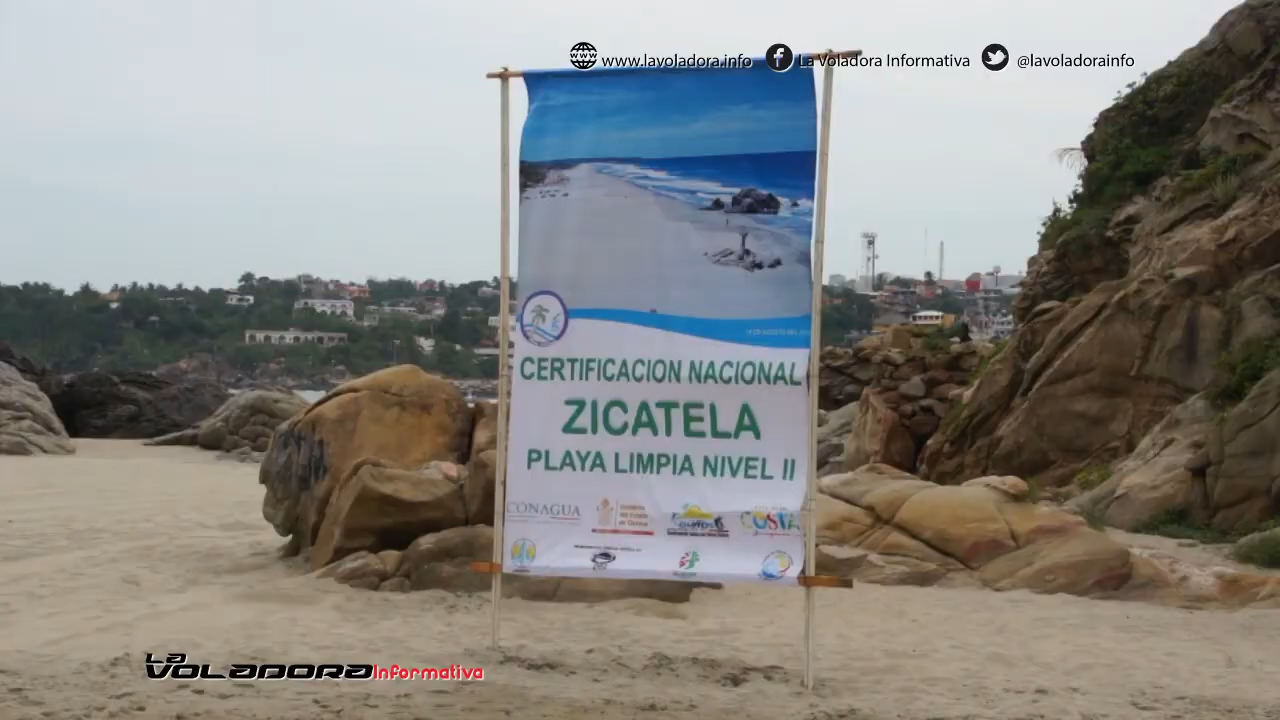 www.lavoladora.info
La Voladora Informativa
@lavoladorainfo
CERTIFICACION NACIONAL
ZICATELA
PLAYA LIMPIA NIVEL II
CONAGUA
COSTA
LA VOLADORA Informativa